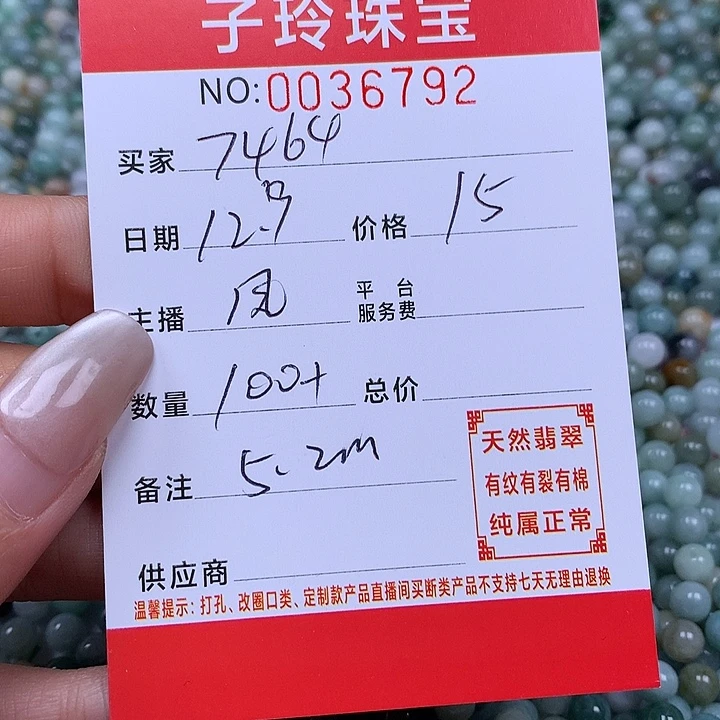 子玲珠宝
NO:0036792
买家 7464
日期 12.9 价格 15
主播 凤 平台服务费
数量 100+ 总价
备注 5.2m
天然翡翠
有纹有裂有棉
纯属正常
供应商
温馨提示:打孔、改圈口类、定制款产品直播间买断类产品不支持七天无理由退换